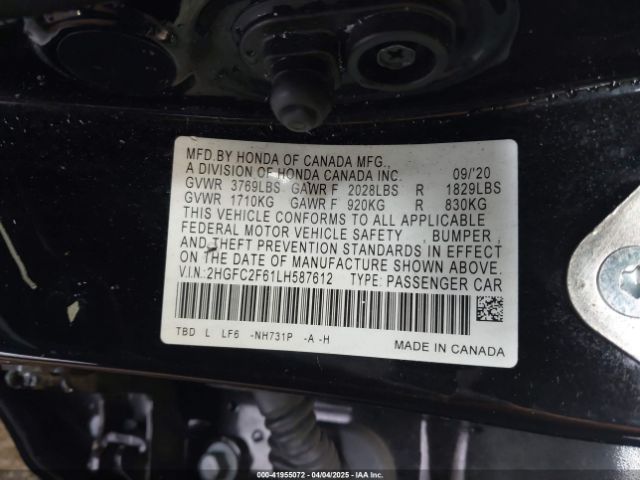 MFD.BY HONDA OF CANADA MFG.,
A DIVISION OF HONDA CANADA INC. 09/'20
GVWR 3769LBS GAWR F 2028LBS R 1829LBS
GVWR 1710KG GAWR F 920KG R 830KG
THIS VEHICLE CONFORMS TO ALL APPLICABLE
FEDERAL MOTOR VEHICLE SAFETY , BUMPER ,
AND THEFT PREVENTION STANDARDS IN EFFECT
ON THE DATE OF MANUFACTURE SHOWN ABOVE.
V.I.N:2HGFC2F61LH587612 TYPE: PASSENGER CAR
TBD L LF6 -NH731P -A -H
MADE IN CANADA
000-41955072 - 04/04/2025 - IAAI.COM